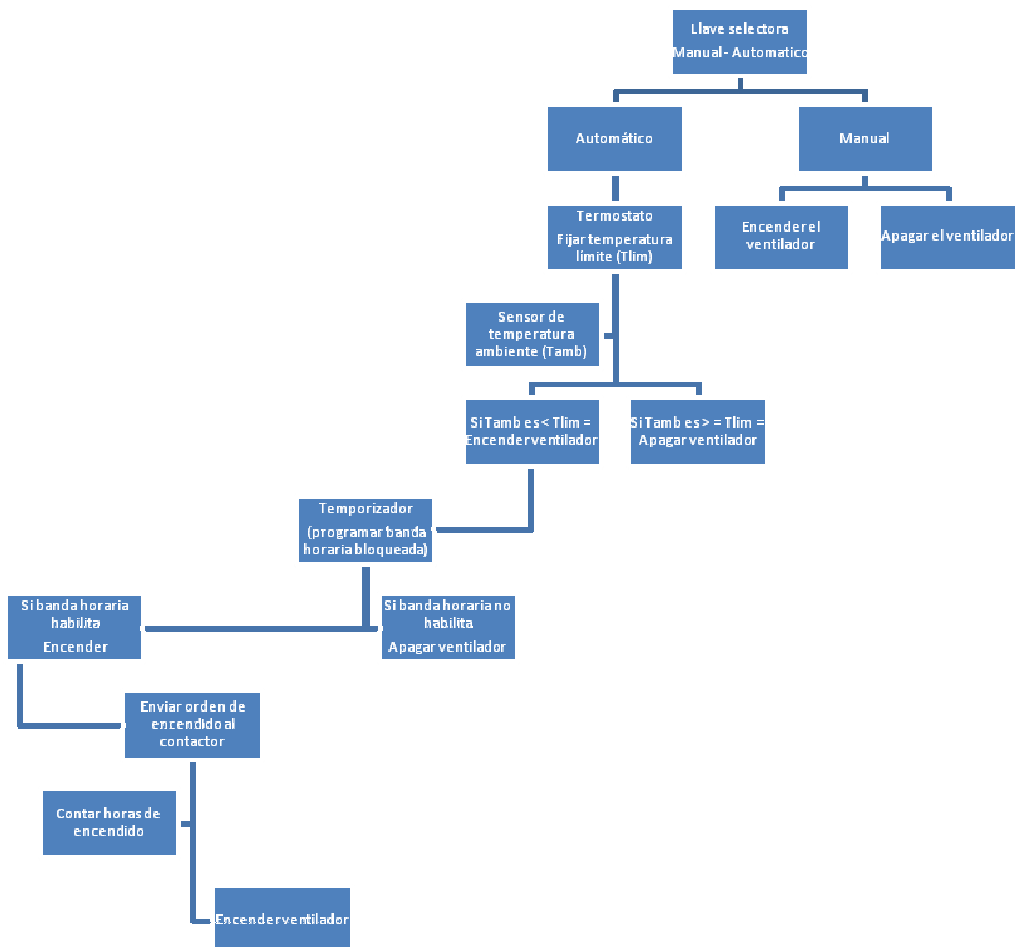 Llave selectora
Manual - Automatico
Automático
Manual
Termostato
Fijar temperatura
límite (Tlim)
Encender el
ventilador
Apagar el ventilador
Sensor de
temperatura
ambiente (Tamb)
Si Tamb es < Tlim =
Encender ventilador
Si Tamb es > = Tlim =
Apagar ventilador
Temporizador
(programar banda
horaria bloqueada)
Si banda horaria
habilita
Encender
Si banda horaria no
habilita
Apagar ventilador
Enviar orden de
encendido al
contactor
Contar horas de
encendido
Encender ventilador